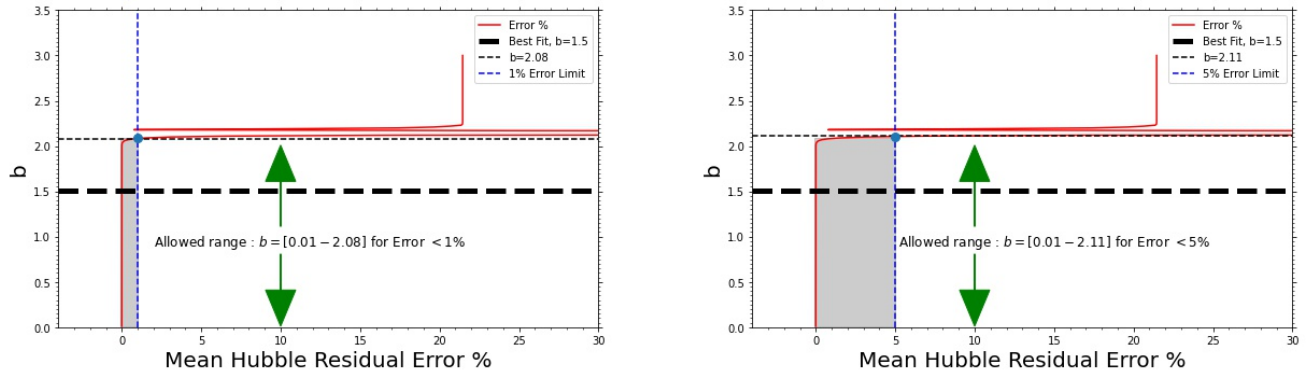 3.5
3.0
2.5
2.0
1.5
1.0
0.5
0.0
b
Error %
Best Fit, b=1.5
b=2.08
1% Error Limit
Allowed range : b = [0.01 − 2.08] for Error < 1%
0 5 10 15 20 25 30
Mean Hubble Residual Error %
3.5
3.0
2.5
2.0
1.5
1.0
0.5
0.0
b
Error %
Best Fit, b=1.5
b=2.11
5% Error Limit
Allowed range : b = [0.01 − 2.11] for Error < 5%
0 5 10 15 20 25 30
Mean Hubble Residual Error %